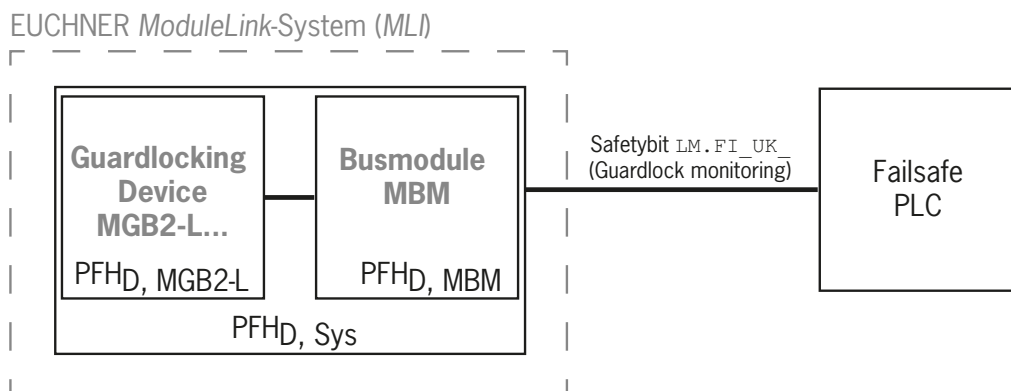 EUCHNER ModuleLink-System (MLI)
Guardlocking
Device
MGB2-L...
PFHD, MGB2-L
Busmodule
MBM
PFHD, MBM
PFHD, Sys
Safetybit LM.FI_UK_
(Guardlock monitoring)
Failsafe
PLC